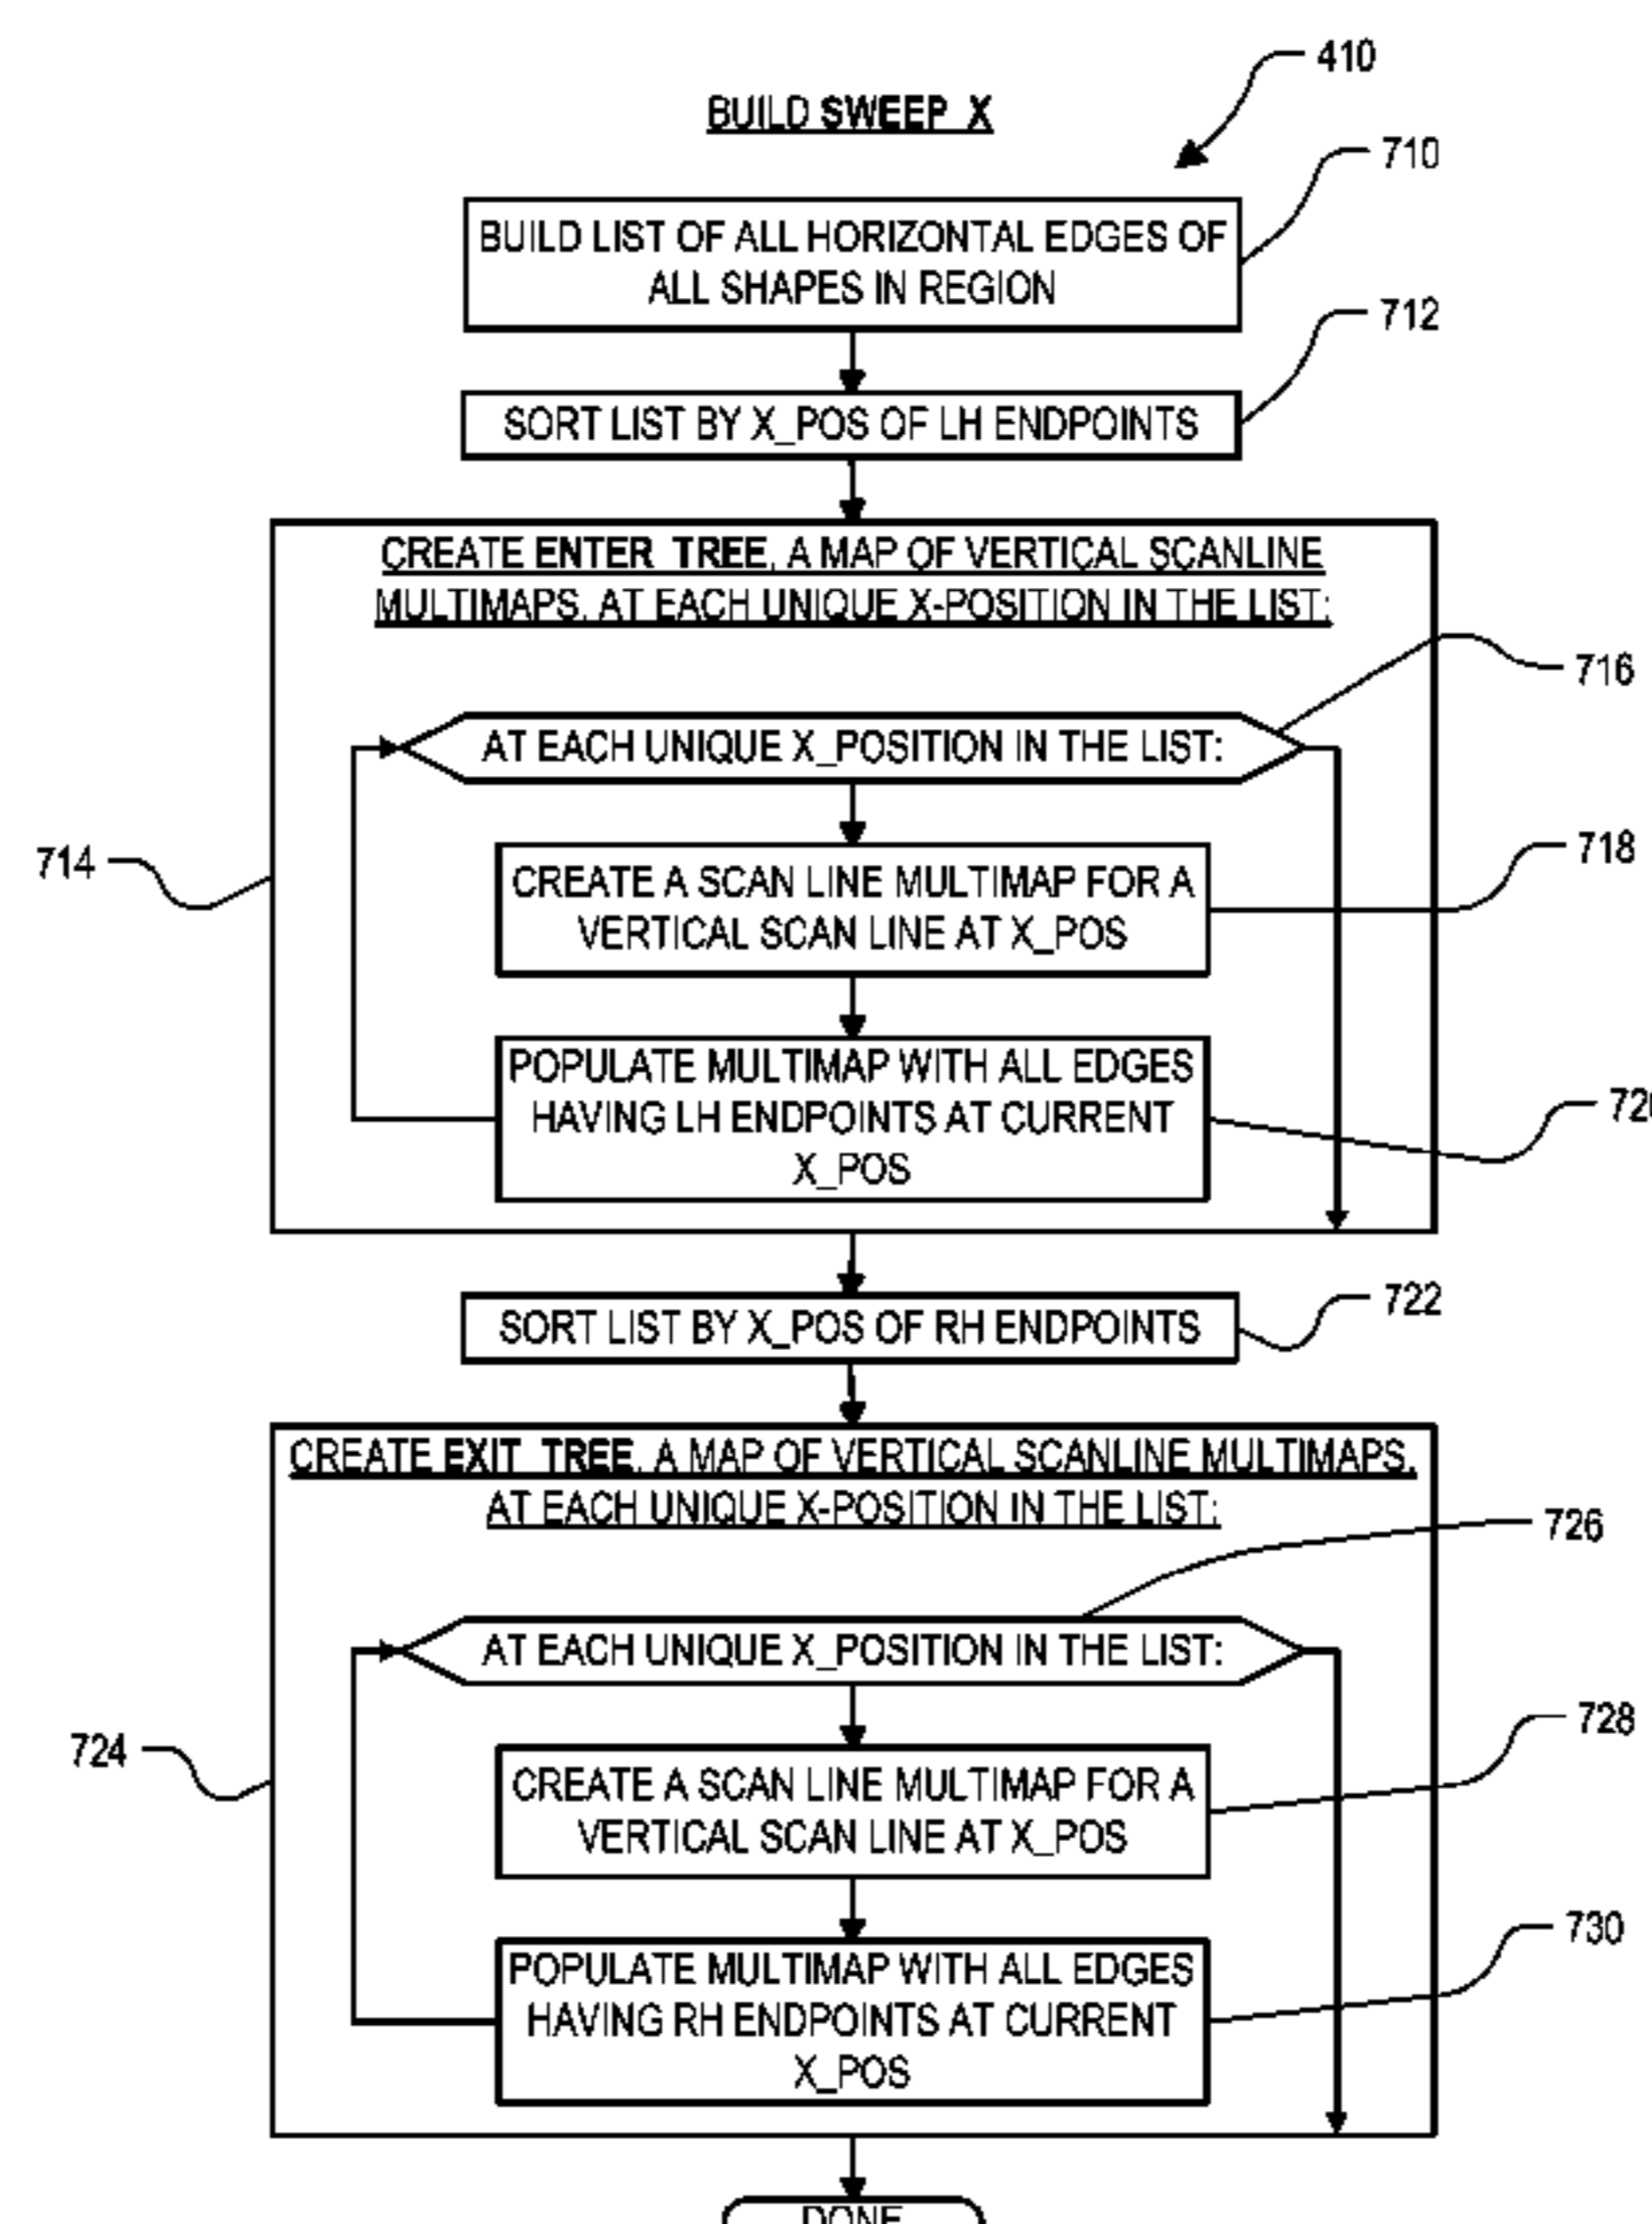 410
BUILD SWEEP_X
710
BUILD LIST OF ALL HORIZONTAL EDGES OF
ALL SHAPES IN REGION
712
SORT LIST BY X_POS OF LH ENDPOINTS
CREATE ENTER_TREE, A MAP OF VERTICAL SCANLINE
MULTIMAPS, AT EACH UNIQUE X-POSITION IN THE LIST:
716
AT EACH UNIQUE X_POSITION IN THE LIST:
714
718
CREATE A SCAN LINE MULTIMAP FOR A
VERTICAL SCAN LINE AT X_POS
POPULATE MULTIMAP WITH ALL EDGES
HAVING LH ENDPOINTS AT CURRENT
X_POS
722
SORT LIST BY X_POS OF RH ENDPOINTS
CREATE EXIT_TREE, A MAP OF VERTICAL SCANLINE MULTIMAPS,
AT EACH UNIQUE X-POSITION IN THE LIST:
726
AT EACH UNIQUE X_POSITION IN THE LIST:
724
728
CREATE A SCAN LINE MULTIMAP FOR A
VERTICAL SCAN LINE AT X_POS
730
POPULATE MULTIMAP WITH ALL EDGES
HAVING RH ENDPOINTS AT CURRENT
X_POS
DONE